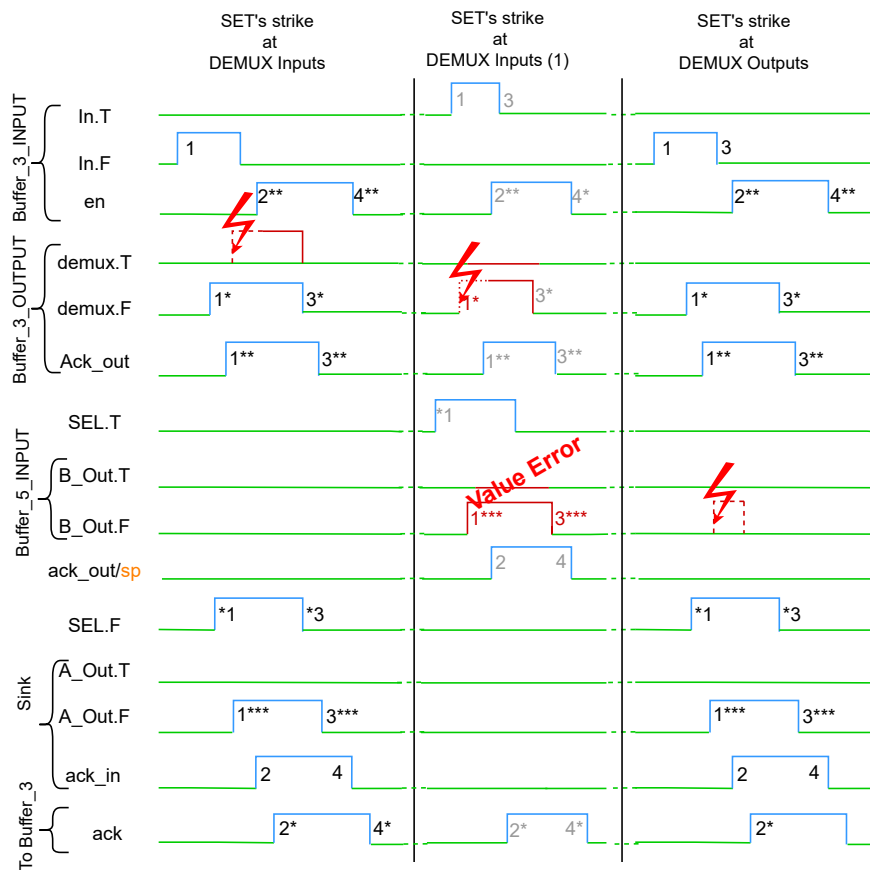 SET's strike
at
DEMUX Inputs
SET's strike
at
DEMUX Inputs (1)
SET's strike
at
DEMUX Outputs
Buffer_3_INPUT
In.T
1 3
In.F
1 1 3
en
2** 4** 2** 4* 2** 4**
Buffer_3_OUTPUT
demux.T
demux.F
1* 3* 1* 3* 1* 3*
Ack_out
1** 3** 1** 3** 1** 3**
SEL.T
*1
Buffer_5_INPUT
B_Out.T
Value Error
B_Out.F
1*** 3***
ack_out/sp
2 4
SEL.F
*1 *3 *1 *3
Sink
A_Out.T
A_Out.F
1*** 3*** 1*** 3***
ack_in
2 4 2 4
To Buffer_3
ack
2* 4* 2* 4* 2*